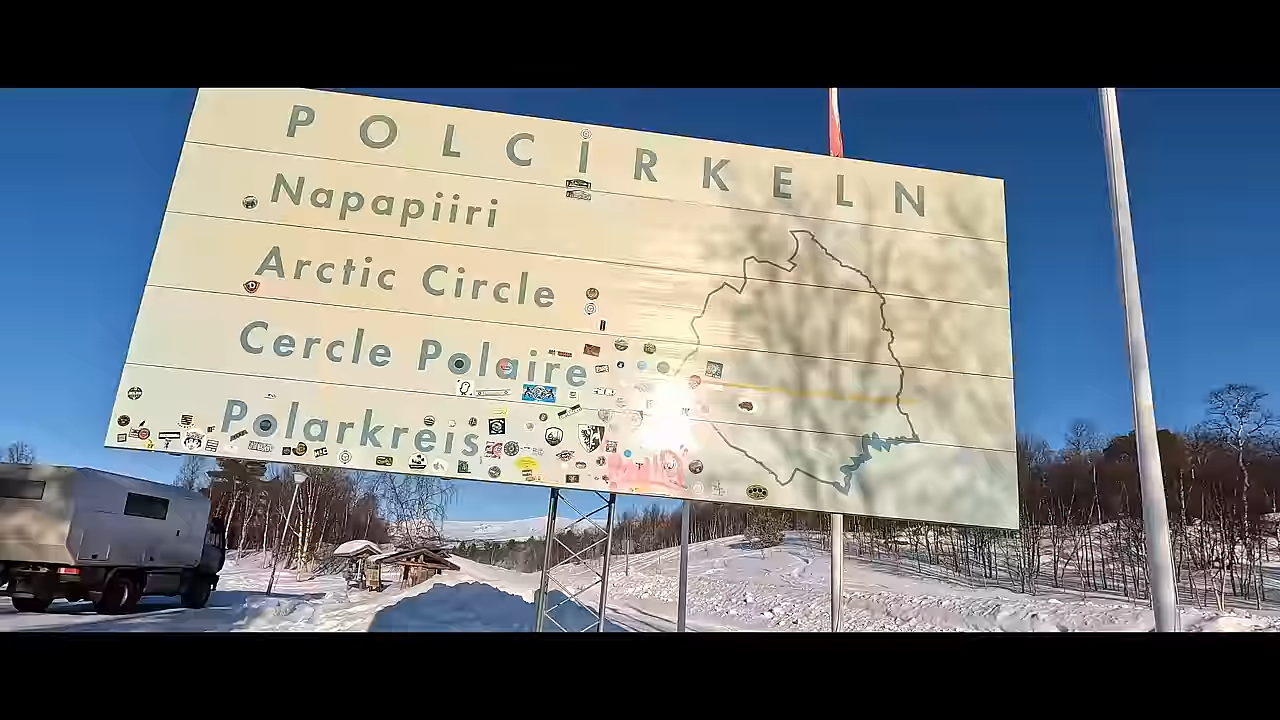 POLCIRKELN
Napapiiri
Arctic Circle
Cercle Polaire
Polarkreis